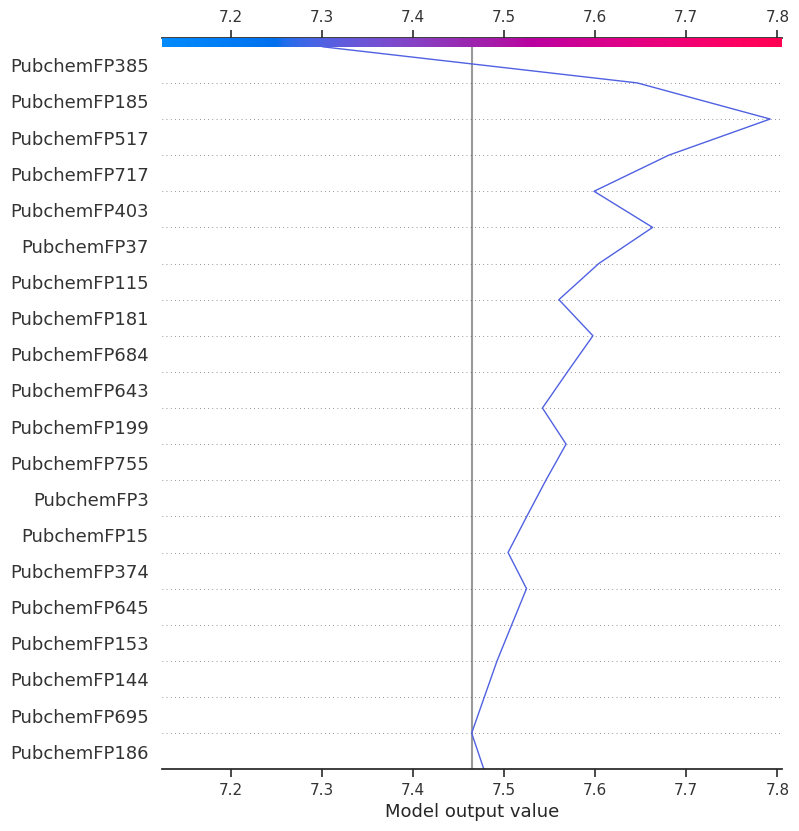 7.2 7.3 7.4 7.5 7.6 7.7 7.8
PubchemFP385
PubchemFP185
PubchemFP517
PubchemFP717
PubchemFP403
PubchemFP37
PubchemFP115
PubchemFP181
PubchemFP684
PubchemFP643
PubchemFP199
PubchemFP755
PubchemFP3
PubchemFP15
PubchemFP374
PubchemFP645
PubchemFP153
PubchemFP144
PubchemFP695
PubchemFP186
7.2 7.3 7.4 7.5 7.6 7.7 7.8
Model output value